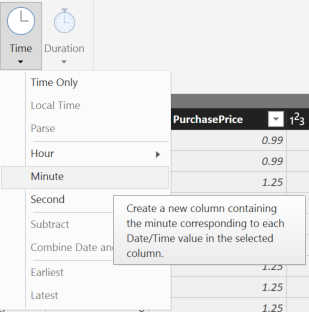 Time
Duration
Time Only
Local Time
Parse
PurchasePrice
1²3
Hour
0.99
0.99
Minute
1.25
Second
Create a new column containing
the minute corresponding to each
Date/Time value in the selected
column.
Subtract
Combine Date and
Earliest
1.25
Latest
1.25
1.25